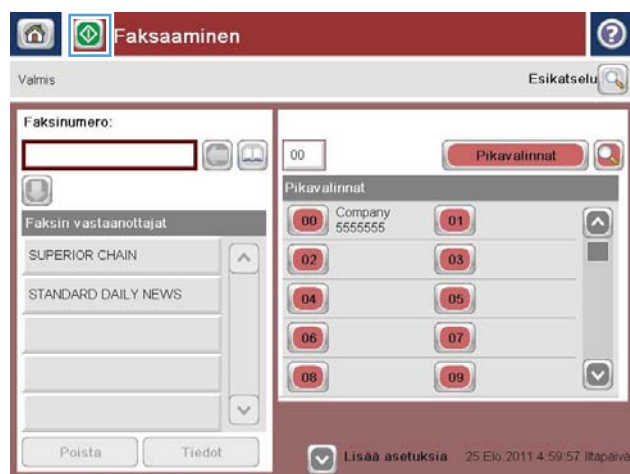 Faksaaminen
Valmis
Esikatselu
Faksinumero:
00
Pikavalinnat
Pikavalinnat
Faksin vastaanottajat
SUPERIOR CHAIN
STANDARD DAILY NEWS
00 Company 01
5555555
02 03
04 05
06 07
08 09
Poista Tiedot
Lisää asetuksia 25 Elo 2011 4:59:57 Iltapäivä